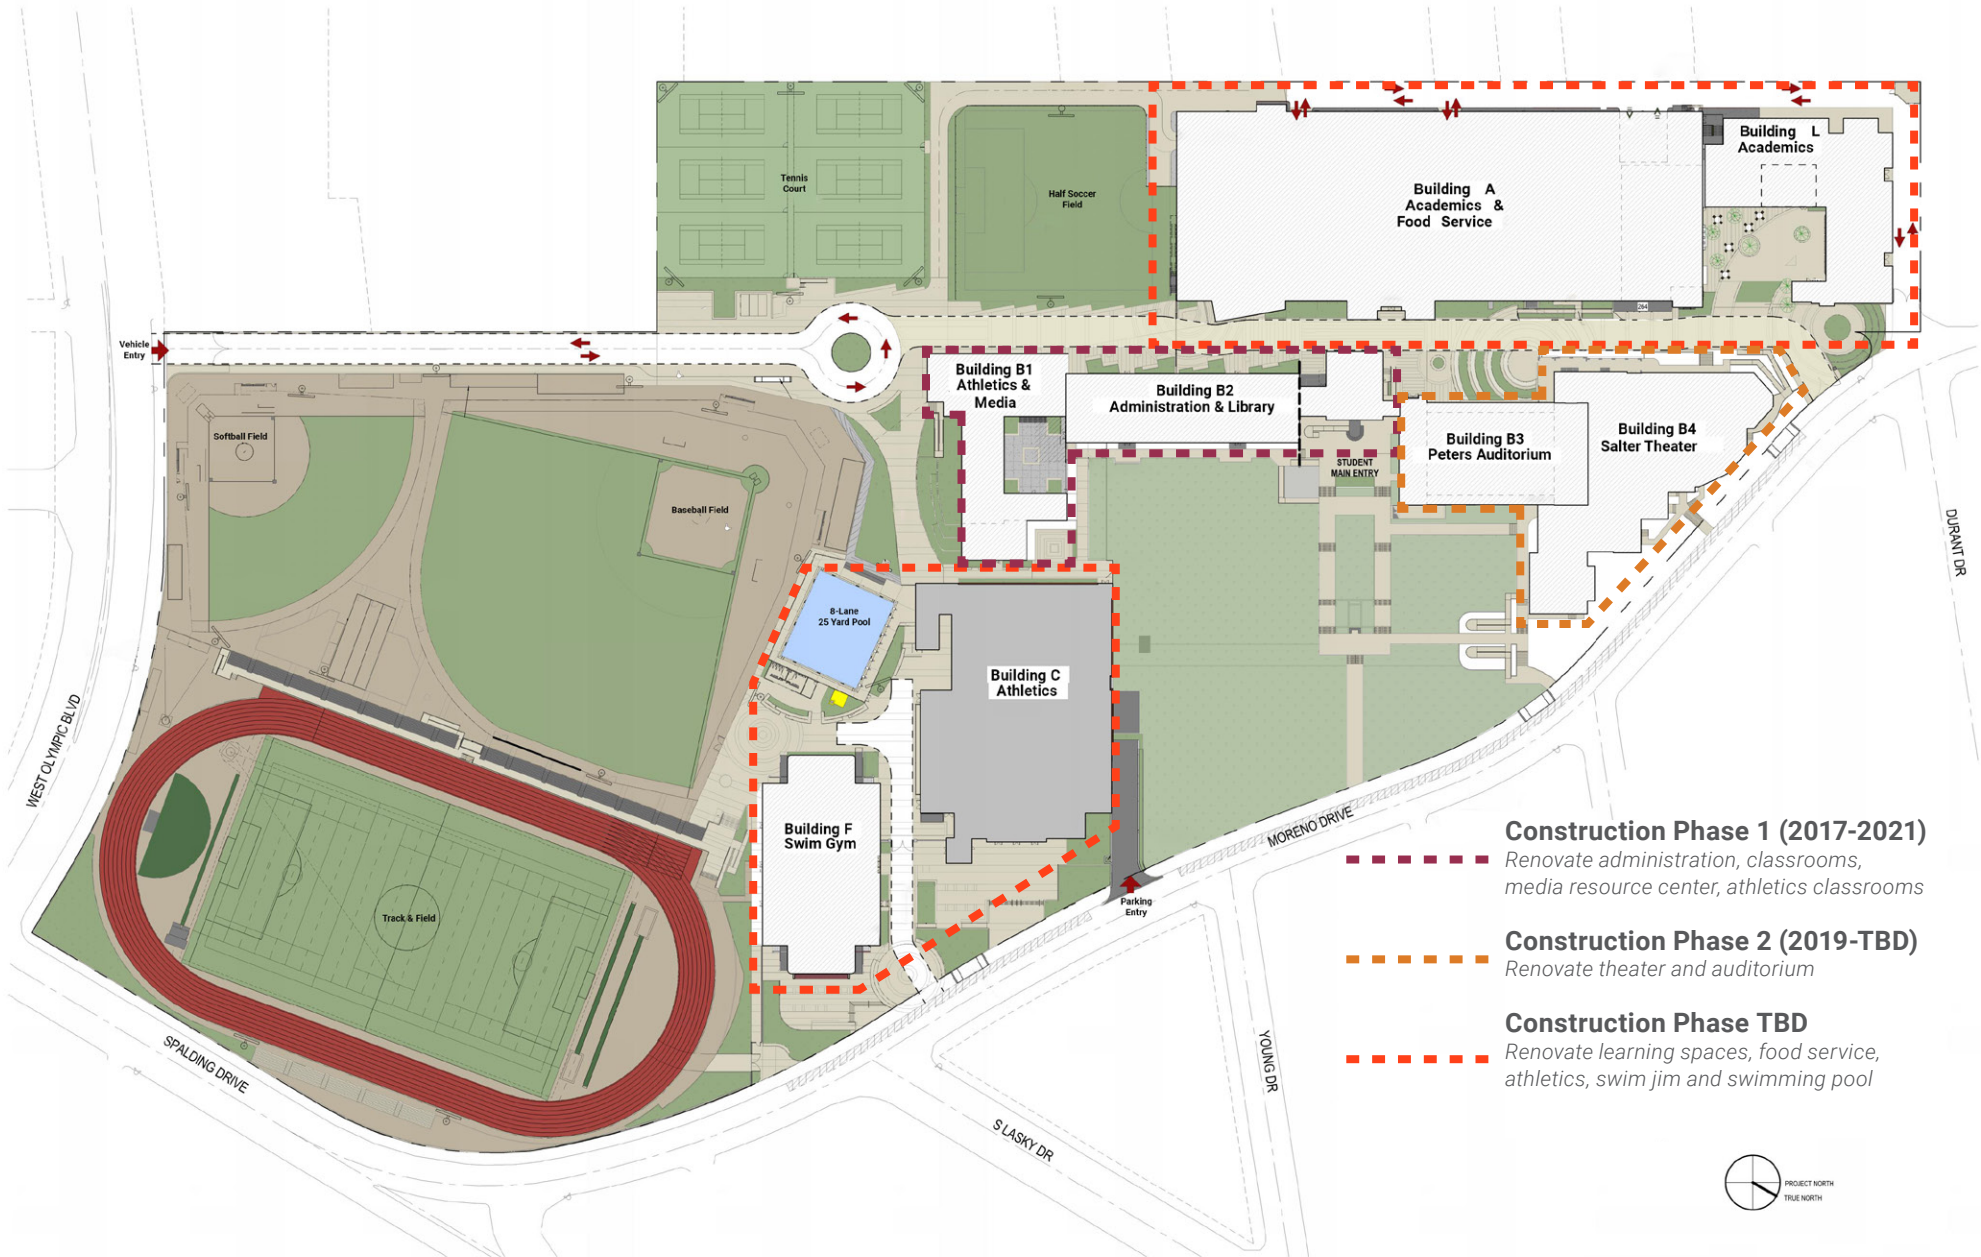 Building L
Academics
Building A
Academics &
Food Service
Tennis
Court
Half Soccer
Field
264
Vehicle
Entry
Building B1
Athletics &
Media
Building B2
Administration & Library
Building B3
Peters Auditorium
Building B4
Salter Theater
STUDENT
MAIN ENTRY
Softball Field
Baseball Field
DURANT DR
8-Lane
25 Yard Pool
Building C
Athletics
WEST OLYMPIC BLVD
Building F
Swim Gym
MORENO DRIVE
Track & Field
Parking
Entry
Construction Phase 1 (2017-2021)
Renovate administration, classrooms,
media resource center, athletics classrooms
Construction Phase 2 (2019-TBD)
Renovate theater and auditorium
Construction Phase TBD
Renovate learning spaces, food service,
athletics, swim jim and swimming pool
SPALDING DRIVE
YOUNG DR
S LASKY DR
PROJECT NORTH
TRUE NORTH